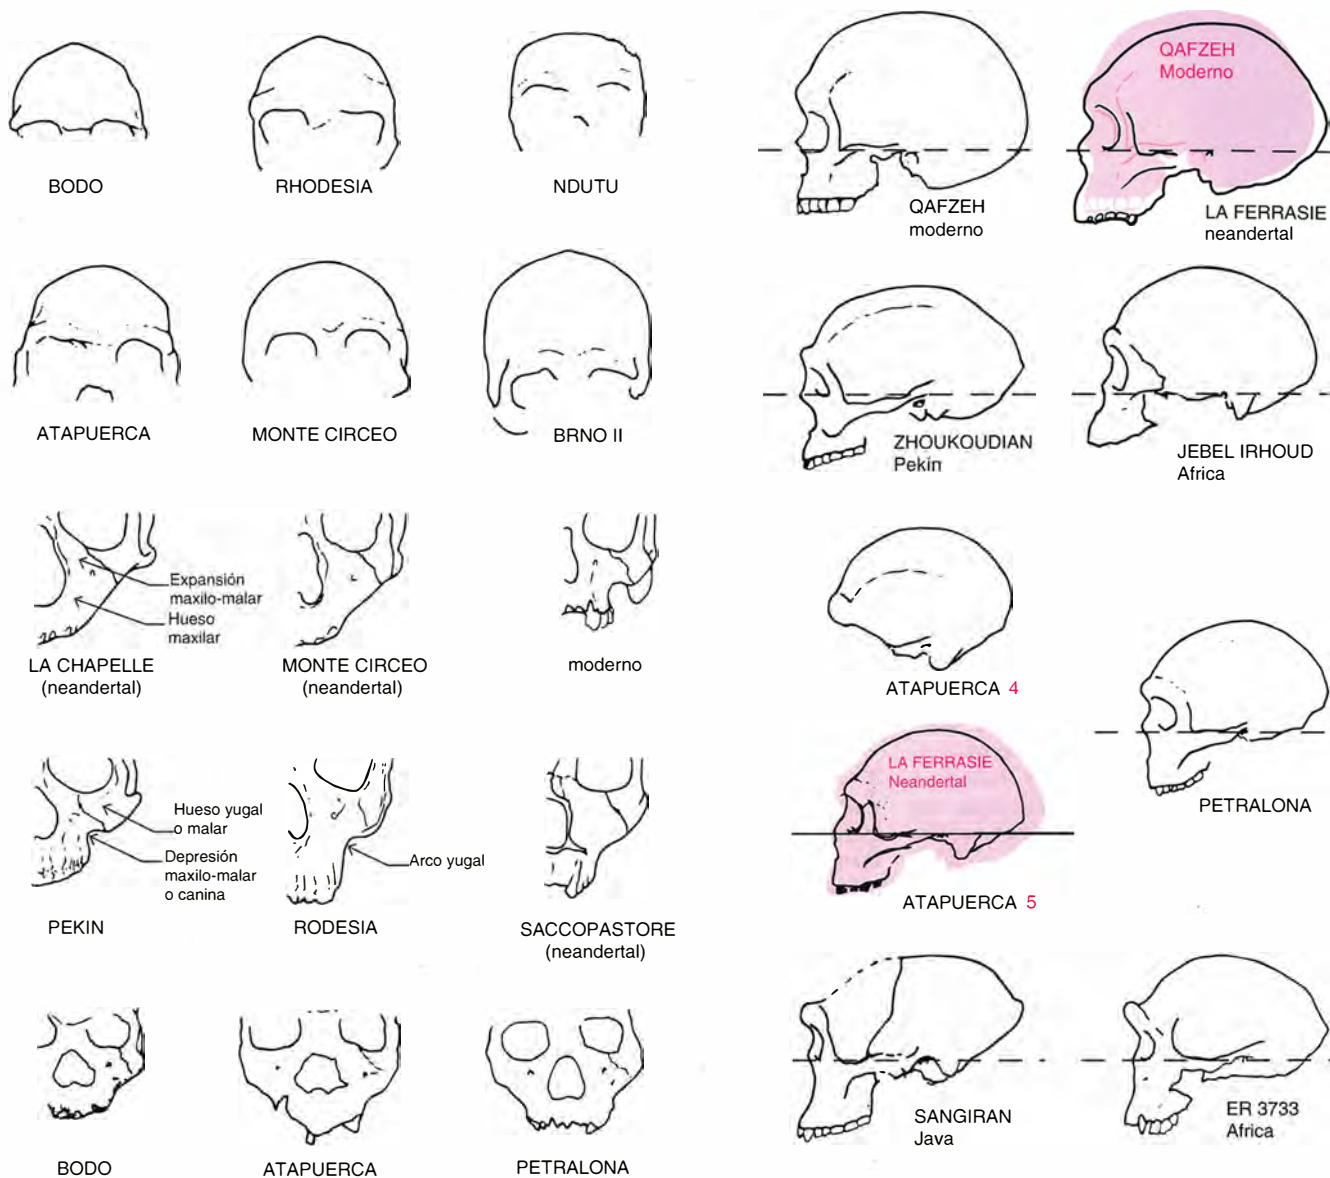 BODO
RHODESIA
NDUTU
ATAPUERCA
MONTE CIRCEO
BRNO II
Expansión
maxilo-malar
Hueso
maxilar
LA CHAPELLE
(neandertal)
MONTE CIRCEO
(neandertal)
moderno
Hueso yugal
o malar
Depresión
maxilo-malar
o canina
Arco yugal
PEKIN
RODESIA
SACCOPASTORE
(neandertal)
BODO
ATAPUERCA
PETRALONA
QAFZEH
moderno
QAFZEH
Moderno
LA FERRASIE
neandertal
ZHOUKOUDIAN
Pekín
JEBEL IRHOUD
Africa
ATAPUERCA 4
PETRALONA
LA FERRASIE
Neandertal
ATAPUERCA 5
SANGIRAN
Java
ER 3733
Africa